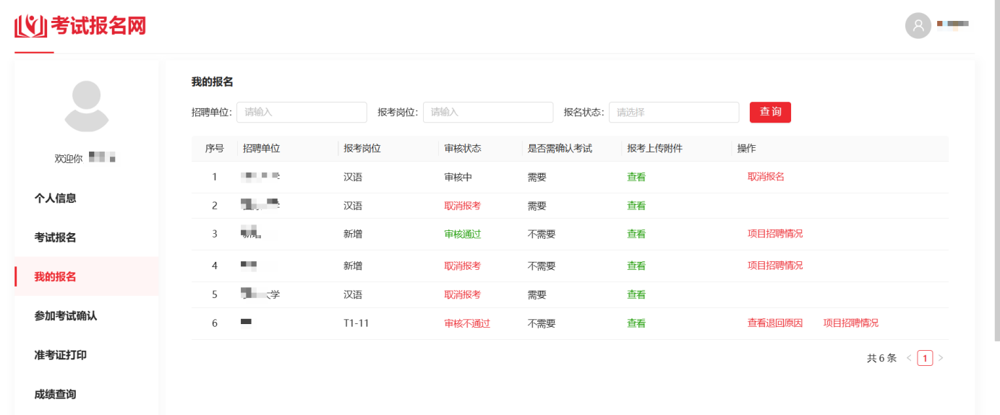 考试报名网
我的报名
招聘单位: 请输入 报考岗位: 请输入 报名状态: 请选择 查 询
欢迎你
序号 招聘单位 报考岗位 审核状态 是否需确认考试 报考上传附件 操作
1 汉语 审核中 需要 查看 取消报名
2 汉语 取消报考 需要 查看
3 新增 审核通过 不需要 查看 项目招聘情况
4 新增 取消报考 不需要 查看 项目招聘情况
5 大学 汉语 取消报考 需要 查看
6 T1-11 审核不通过 不需要 查看 查看退回原因 项目招聘情况
共 6 条 < 1 >
个人信息
考试报名
我的报名
参加考试确认
准考证打印
成绩查询